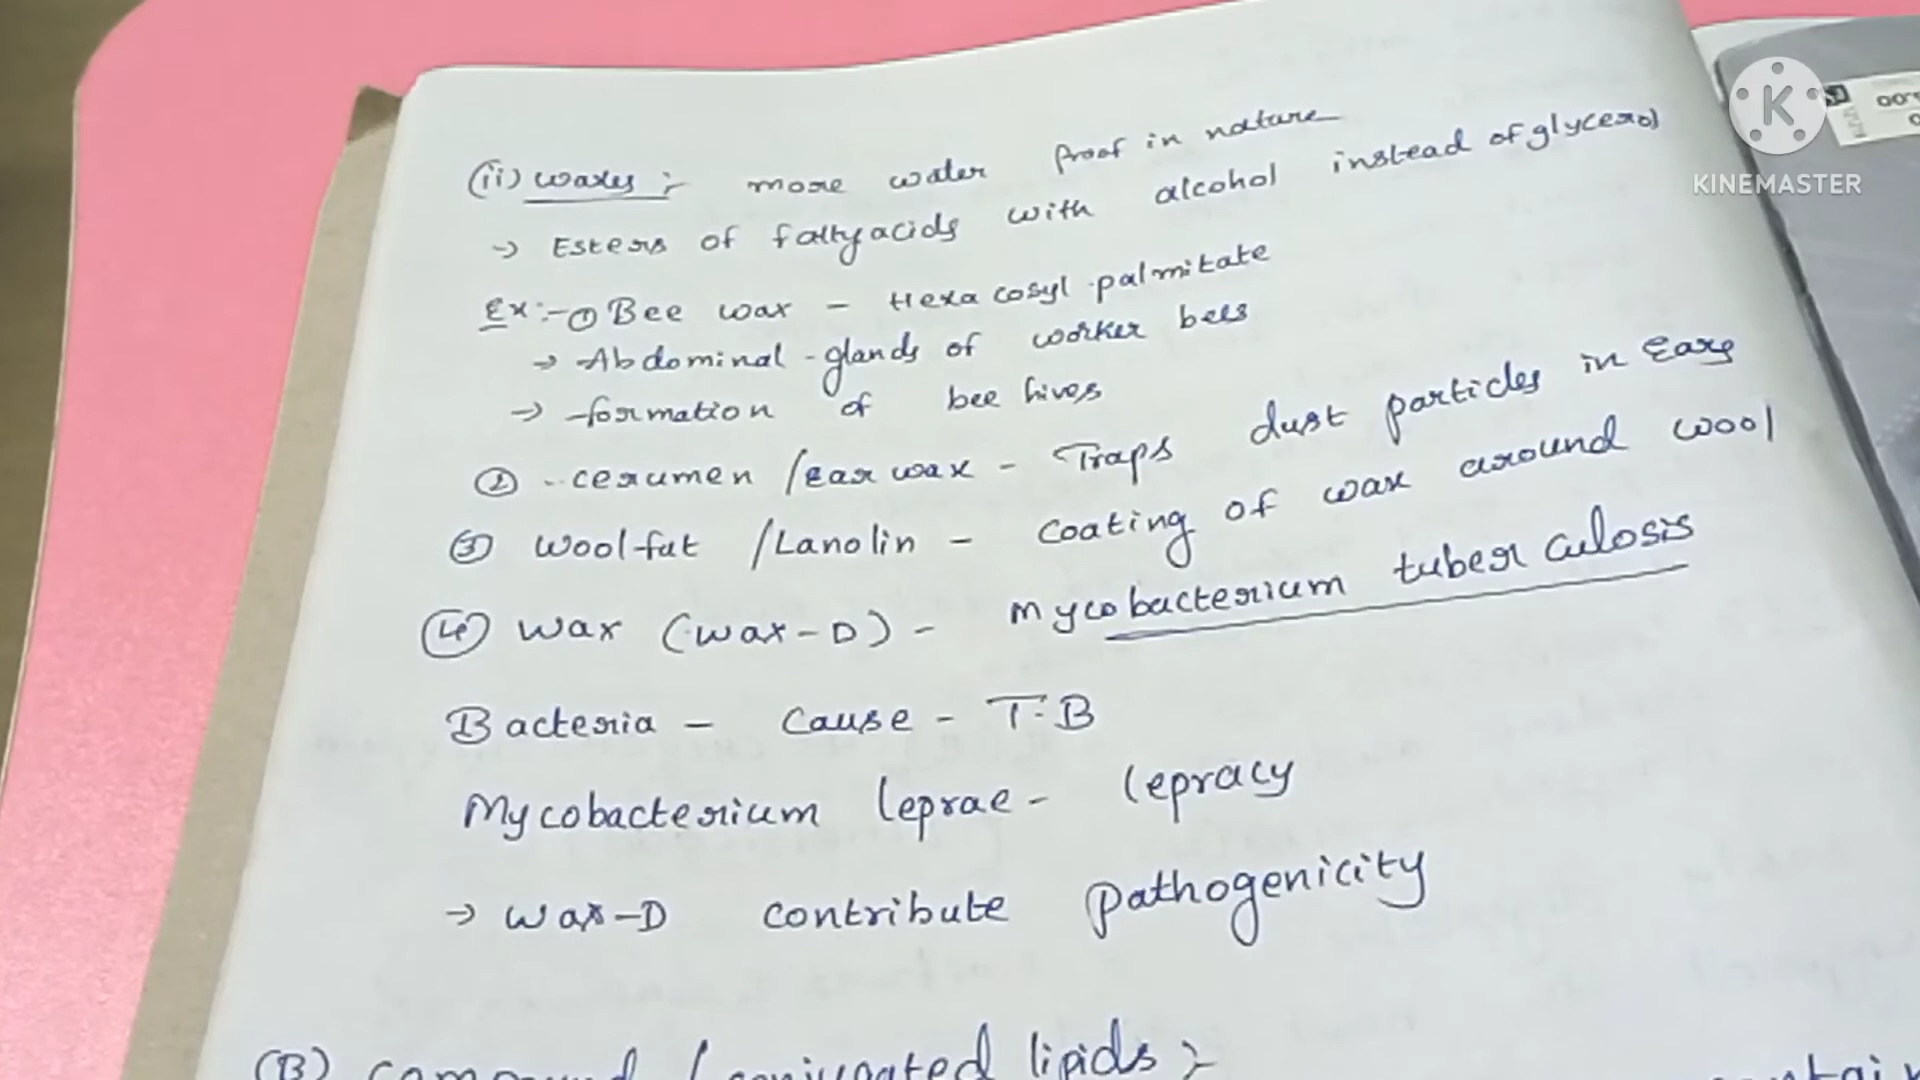 (ii) waxes :- more water proof in nature
→ Esters of fatty acids with alcohol instead of glycerol
Ex :- ① Bee wax - Hexa cosyl palmitate
→ Abdominal glands of worker bees
→ formation of bee hives
② cerumen / Ear wax - Traps dust particles in Ears
③ wool-fat / Lanolin - coating of wax around wool
④ wax (wax-D) - mycobacterium tuberculosis
Bacteria - cause - T.B
Mycobacterium leprae - lepracy
→ wax-D contribute pathogenicity
(B) compound / conjugated lipids :-
K
KINEMASTER